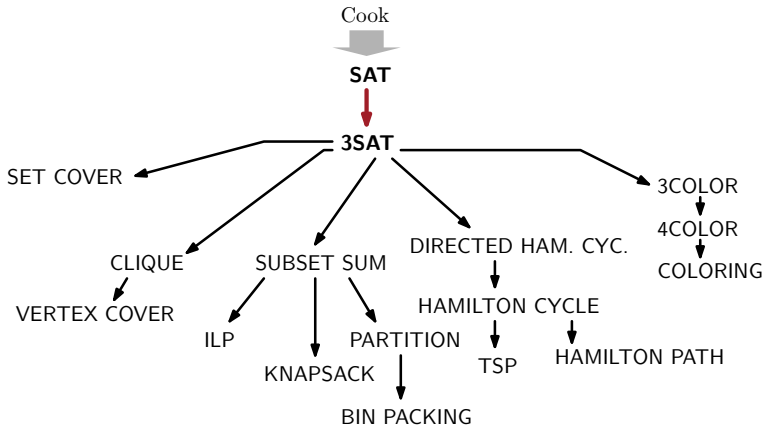 Cook
SAT
3SAT
SET COVER
3COLOR
4COLOR
COLORING
CLIQUE
SUBSET SUM
DIRECTED HAM. CYC.
VERTEX COVER
ILP
PARTITION
HAMILTON CYCLE
KNAPSACK
TSP
HAMILTON PATH
BIN PACKING